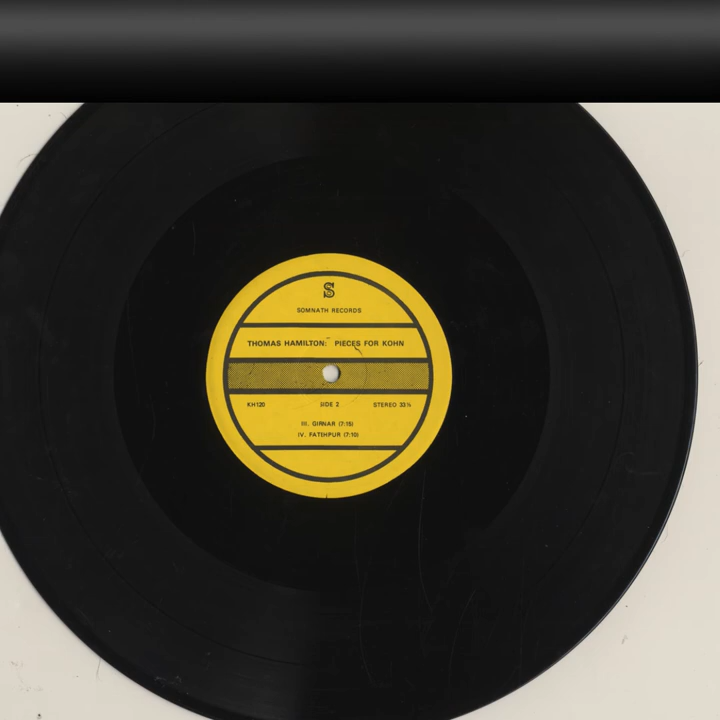 S
SOMNATH RECORDS
THOMAS HAMILTON: PIECES FOR KOHN
KH120 SIDE 2 STEREO 33⅓
III. GIRNAR (7:15)
IV. FATEHPUR (7:10)